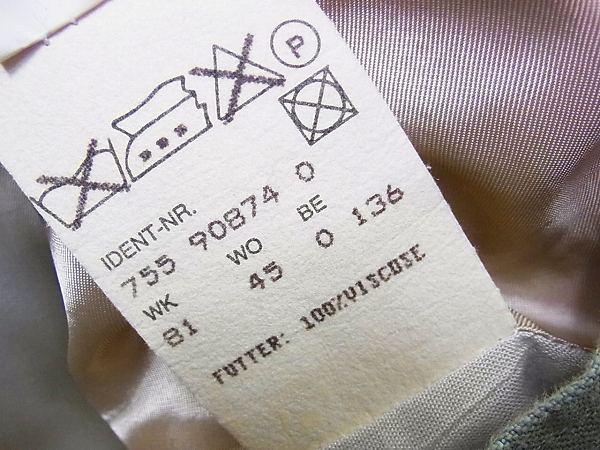 P
IDENT-NR.
755 90874 0
WK WO BE
81 45 0 136
FUTTER: 100%VISCOSE